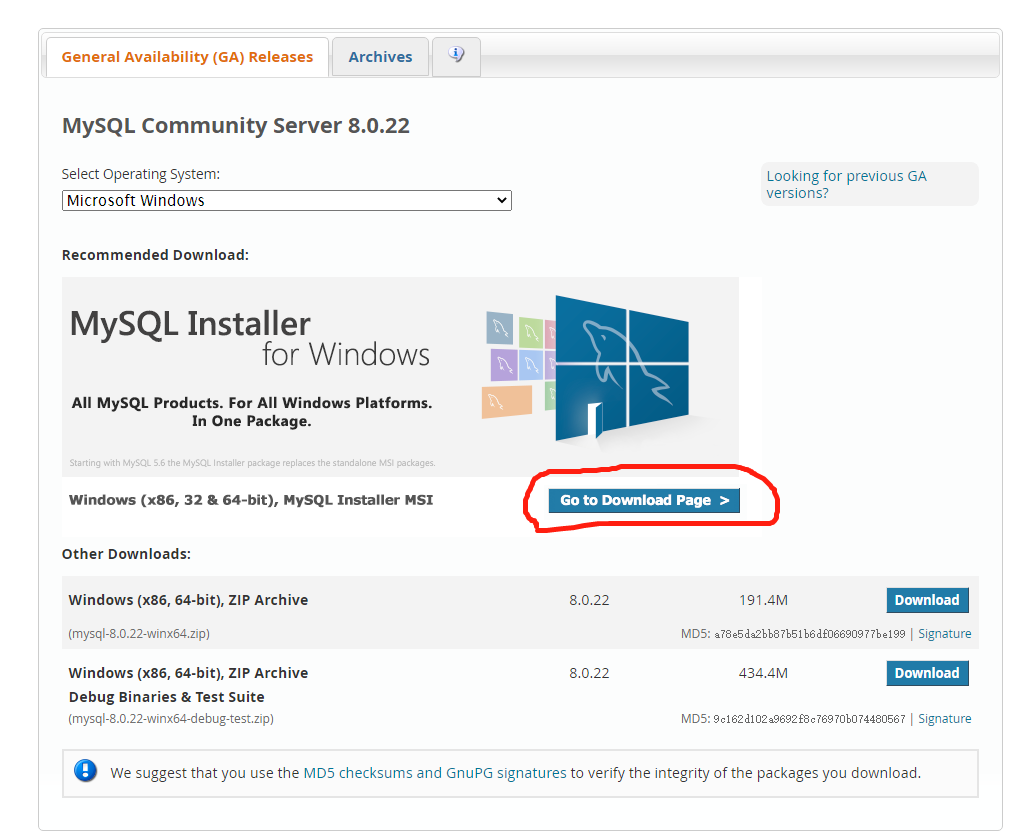 General Availability (GA) Releases
Archives
MySQL Community Server 8.0.22
Select Operating System:
Microsoft Windows
Looking for previous GA
versions?
Recommended Download:
MySQL Installer
for Windows
All MySQL Products. For All Windows Platforms.
In One Package.
Starting with MySQL 5.6 the MySQL Installer package replaces the standalone MSI packages.
Windows (x86, 32 & 64-bit), MySQL Installer MSI
Go to Download Page >
Other Downloads:
Windows (x86, 64-bit), ZIP Archive 8.0.22 191.4M Download
(mysql-8.0.22-winx64.zip) MD5: a78e5da2bb87b51b6df06690977be199 | Signature
Windows (x86, 64-bit), ZIP Archive 8.0.22 434.4M Download
Debug Binaries & Test Suite
(mysql-8.0.22-winx64-debug-test.zip) MD5: 9c162d102a9692f8c76970b074480567 | Signature
We suggest that you use the MD5 checksums and GnuPG signatures to verify the integrity of the packages you download.